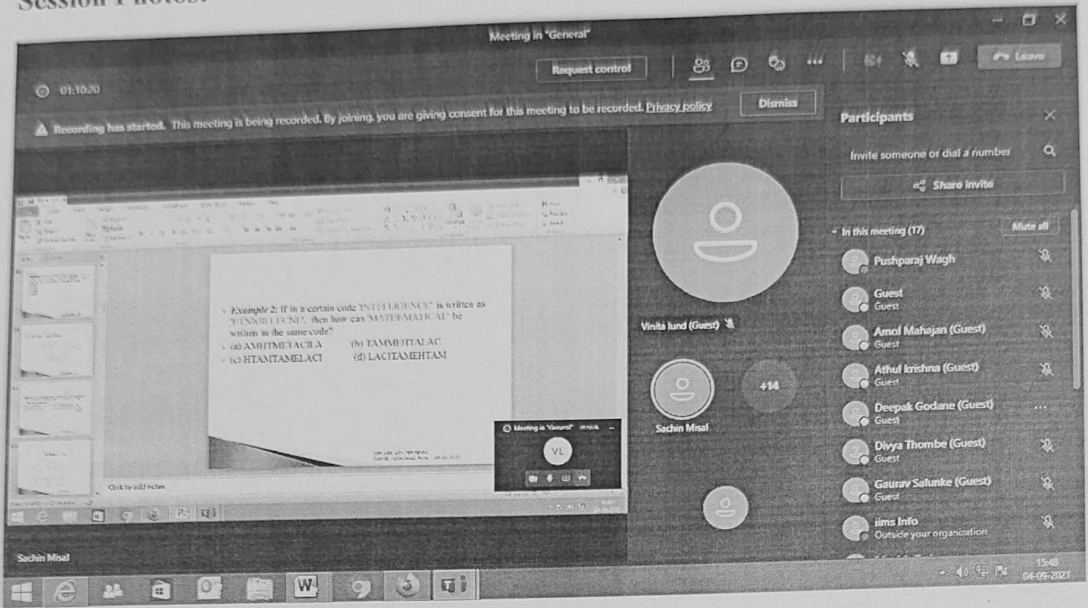 Session Photos:
Meeting in "General"
01:10:20
Request control
Leave
Recording has started. This meeting is being recorded. By joining, you are giving consent for this meeting to be recorded. Privacy policy
Dismiss
Participants
Invite someone or dial a number
Share invite
In this meeting (17)
Mute all
Pushparaj Wagh
Guest
Guest
Amol Mahajan (Guest)
Guest
Athul krishna (Guest)
Guest
Deepak Godane (Guest)
Guest
Divya Thombe (Guest)
Guest
Gaurav Salunke (Guest)
Guest
iims Info
Outside your organization
Example 2: If in a certain code 'INTELLIGENCE' is written as
then how can 'MATHEMATICAL' be
written in the same code?
(a) AMHTMETACILA (b) TAMMEHTALAC
(c) HTAMTAMELACI (d) LACITAMEHTAM
Meeting in "General"
VL
Click to add notes
Vinita lund (Guest)
Sachin Misal
+14
Sachin Misal
15:48
04-09-2021